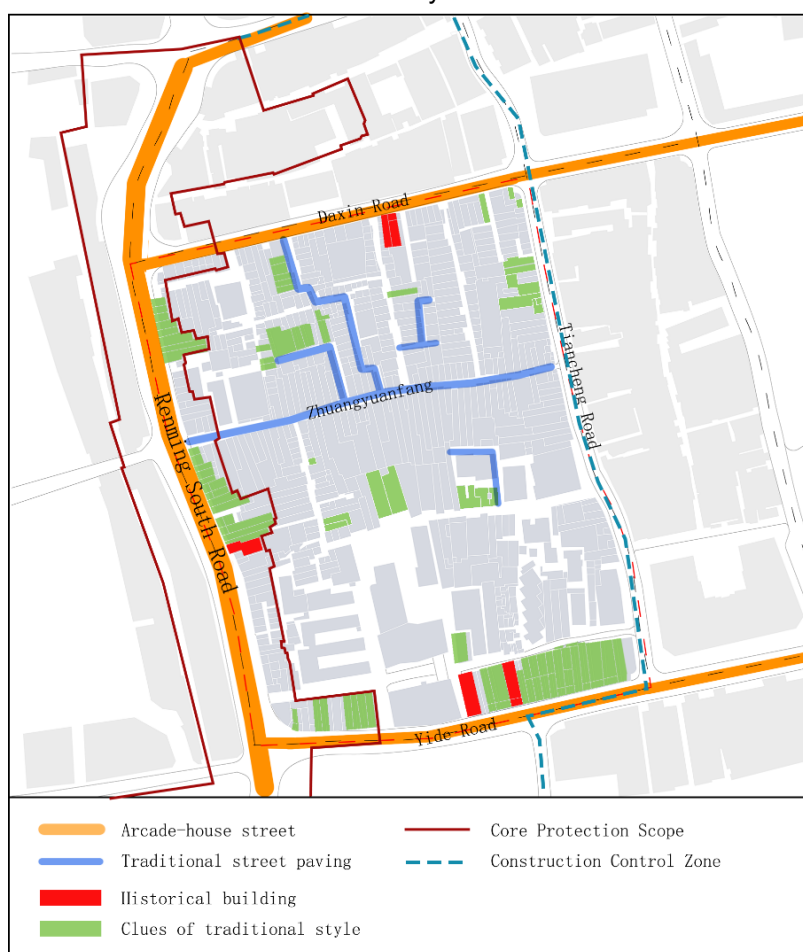 Daxin Road
Tiancheng Road
Zhuangyuanfang
Renming South Road
Yide Road
Arcade-house street
Core Protection Scope
Traditional street paving
Construction Control Zone
Historical building
Clues of traditional style